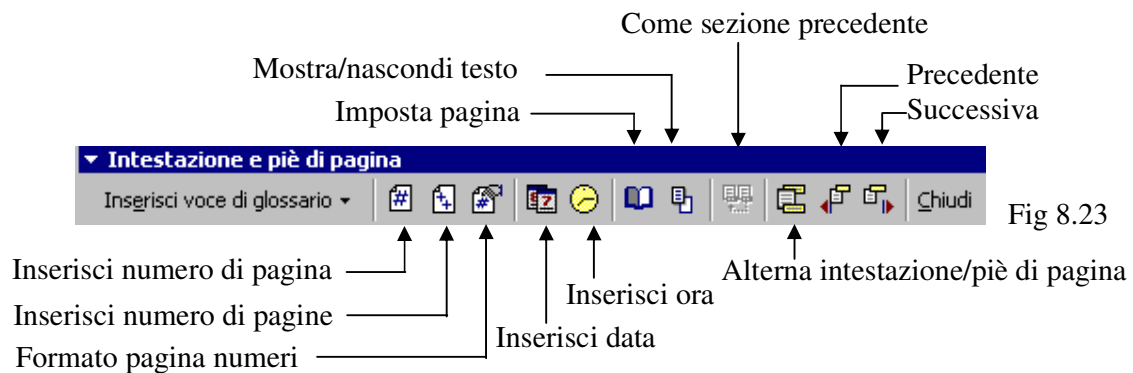 Come sezione precedente
Mostra/nascondi testo
Precedente
Imposta pagina
Successiva
Intestazione e piè di pagina
Inserisci voce di glossario
Chiudi
Fig 8.23
Inserisci numero di pagina
Alterna intestazione/piè di pagina
Inserisci ora
Inserisci numero di pagine
Inserisci data
Formato pagina numeri